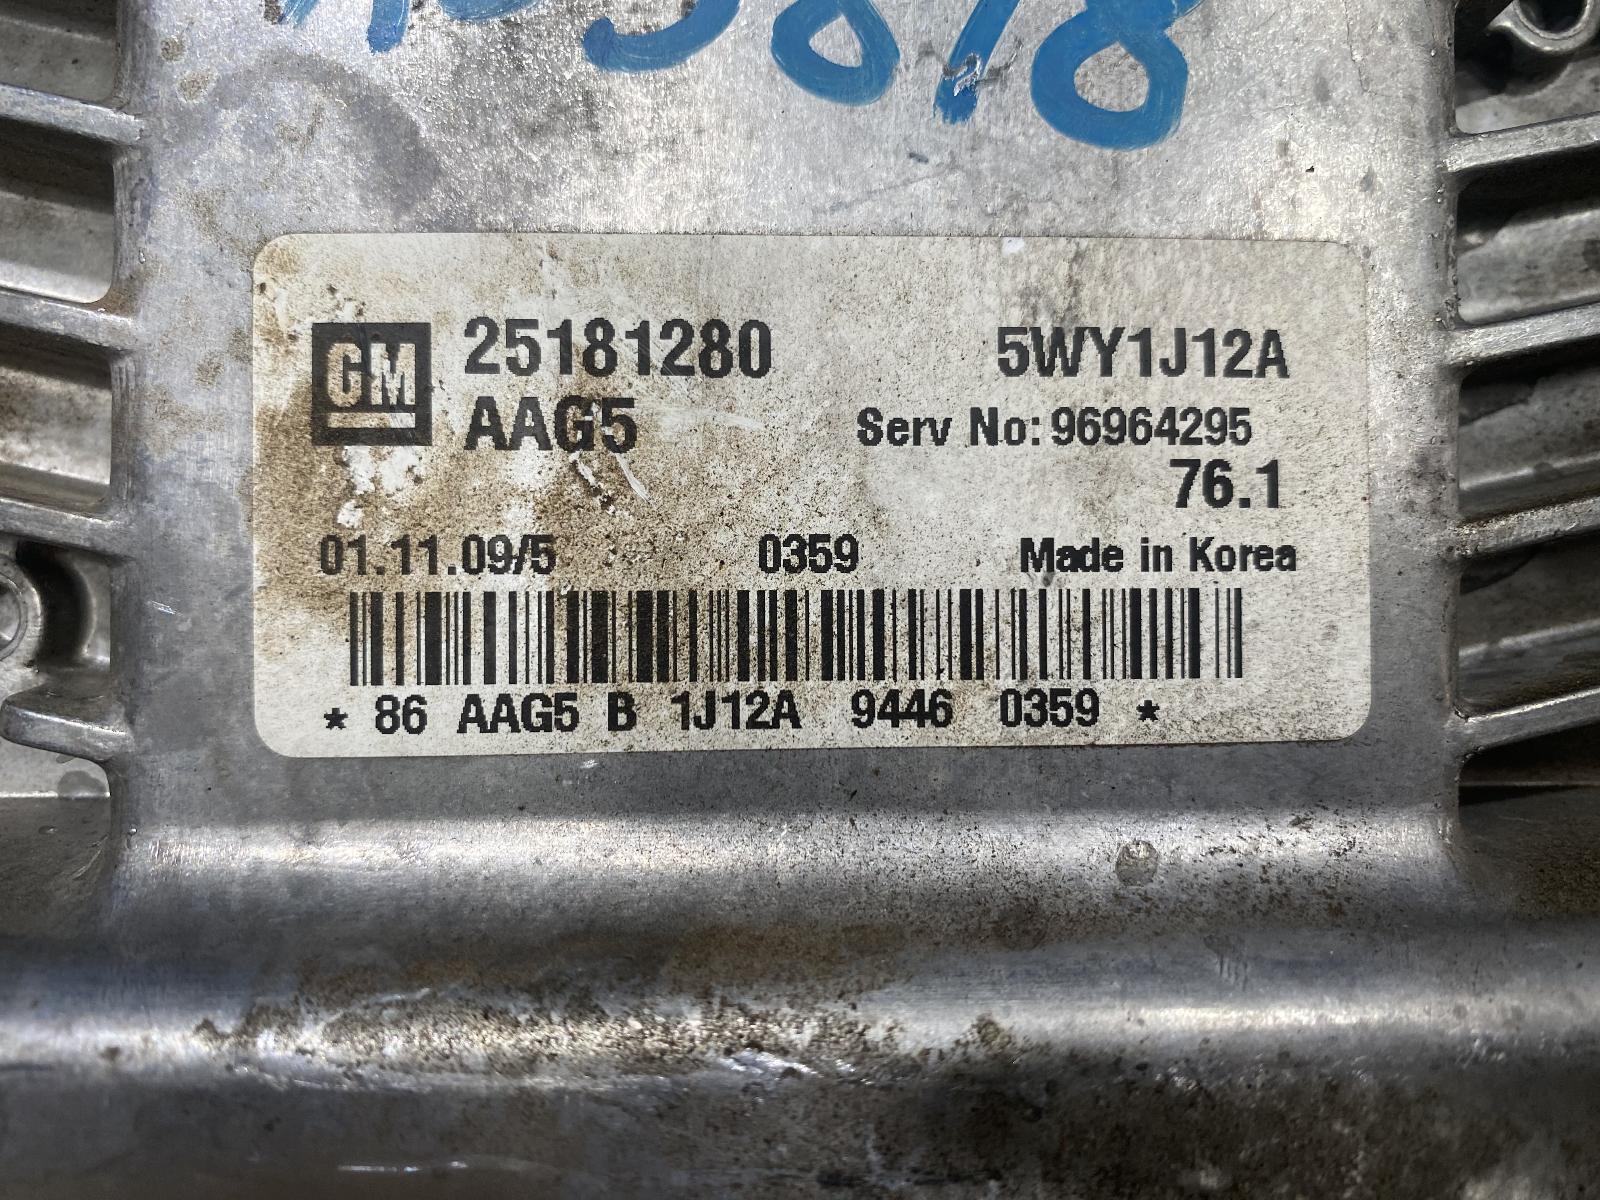 5818
GM 25181280 5WY1J12A
AAG5 Serv No: 96964295
76.1
01.11.09/5 0359 Made in Korea
* 86 AAG5 B 1J12A 9446 0359 *